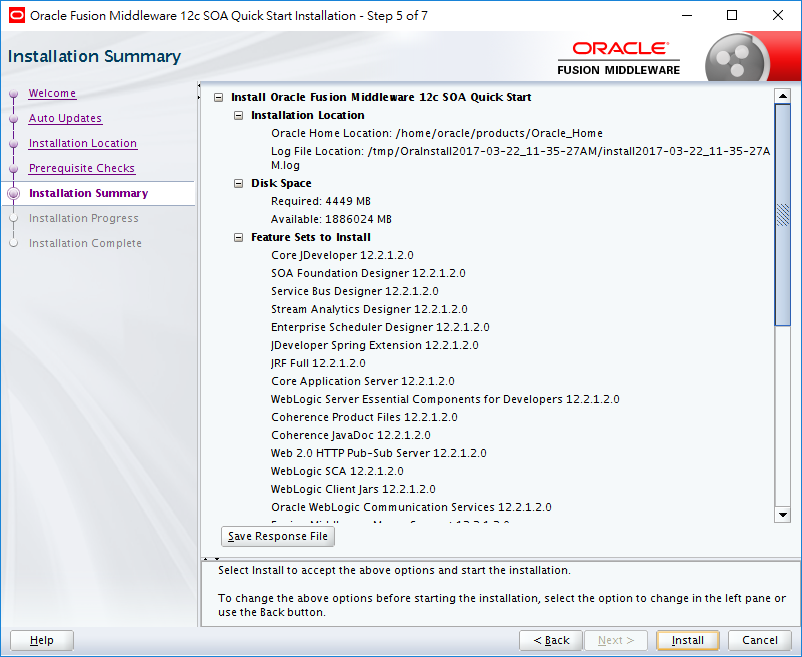 Oracle Fusion Middleware 12c SOA Quick Start Installation - Step 5 of 7
Installation Summary
ORACLE
FUSION MIDDLEWARE
Welcome
Auto Updates
Installation Location
Prerequisite Checks
Installation Summary
Installation Progress
Installation Complete
Install Oracle Fusion Middleware 12c SOA Quick Start
Installation Location
Oracle Home Location: /home/oracle/products/Oracle_Home
Log File Location: /tmp/OraInstall2017-03-22_11-35-27AM/install2017-03-22_11-35-27A
M.log
Disk Space
Required: 4449 MB
Available: 1886024 MB
Feature Sets to Install
Core JDeveloper 12.2.1.2.0
SOA Foundation Designer 12.2.1.2.0
Service Bus Designer 12.2.1.2.0
Stream Analytics Designer 12.2.1.2.0
Enterprise Scheduler Designer 12.2.1.2.0
JDeveloper Spring Extension 12.2.1.2.0
JRF Full 12.2.1.2.0
Core Application Server 12.2.1.2.0
WebLogic Server Essential Components for Developers 12.2.1.2.0
Coherence Product Files 12.2.1.2.0
Coherence JavaDoc 12.2.1.2.0
Web 2.0 HTTP Pub-Sub Server 12.2.1.2.0
WebLogic SCA 12.2.1.2.0
WebLogic Client Jars 12.2.1.2.0
Oracle WebLogic Communication Services 12.2.1.2.0
Save Response File
Select Install to accept the above options and start the installation.
To change the above options before starting the installation, select the option to change in the left pane or
use the Back button.
Help
< Back
Next >
Install
Cancel